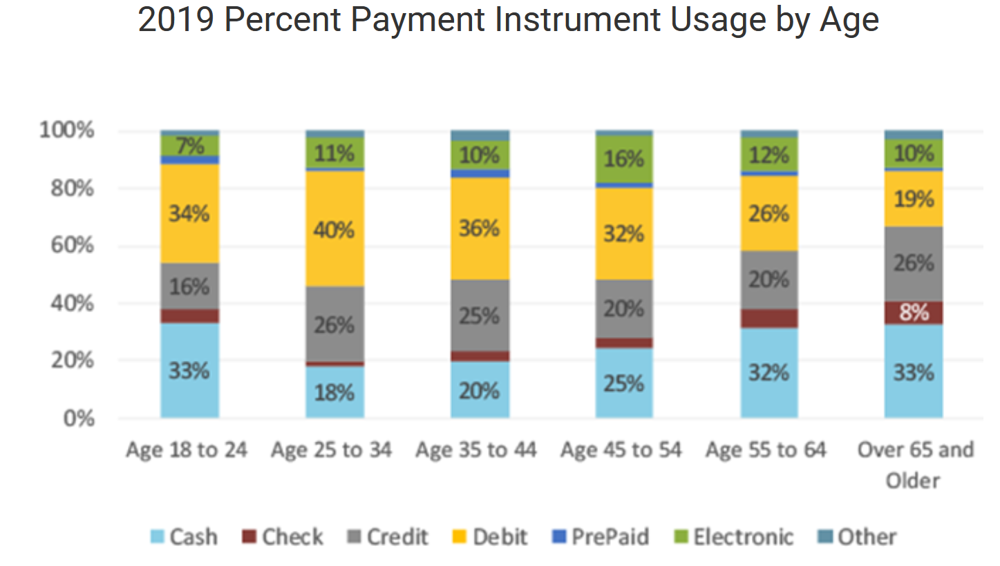 2019 Percent Payment Instrument Usage by Age
100%
80%
60%
40%
20%
0%
7%
34%
16%
33%
11%
40%
26%
18%
10%
36%
25%
20%
16%
32%
20%
25%
12%
26%
20%
32%
10%
19%
26%
8%
33%
Age 18 to 24
Age 25 to 34
Age 35 to 44
Age 45 to 54
Age 55 to 64
Over 65 and
Older
Cash
Check
Credit
Debit
PrePaid
Electronic
Other